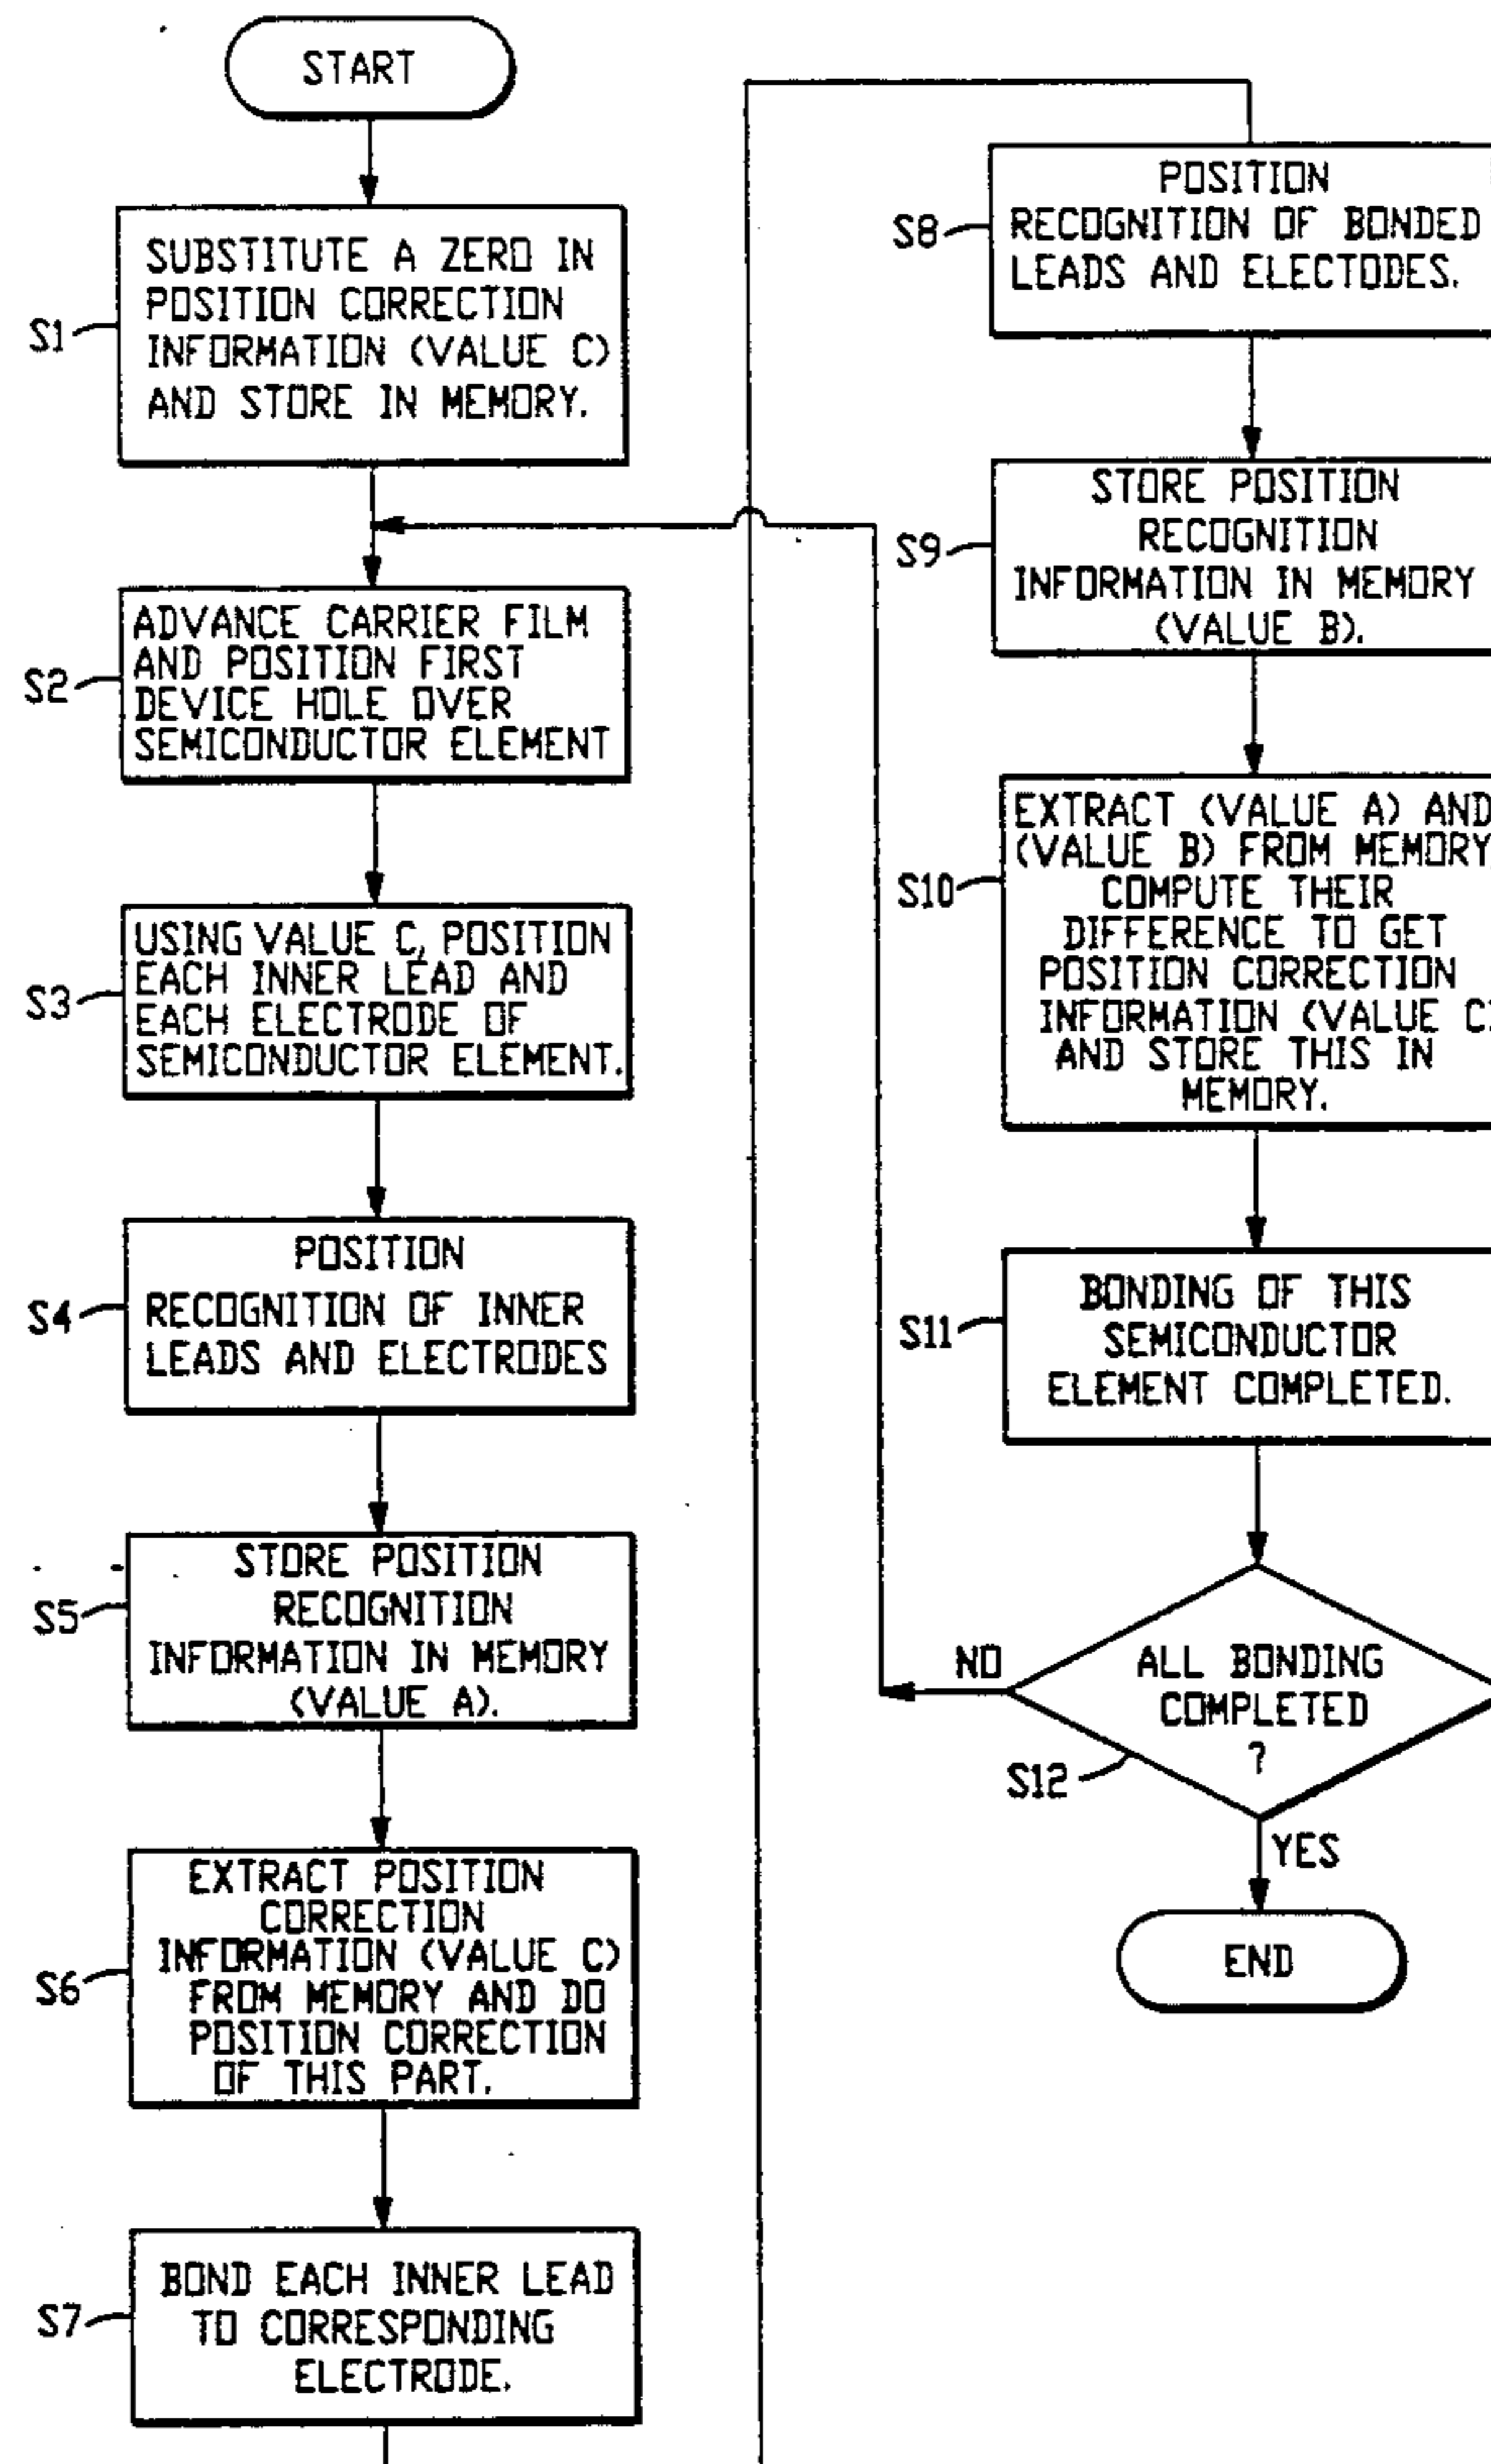 START
S1
SUBSTITUTE A ZERO IN
POSITION CORRECTION
INFORMATION (VALUE C)
AND STORE IN MEMORY.
S2
ADVANCE CARRIER FILM
AND POSITION FIRST
DEVICE HOLE OVER
SEMICONDUCTOR ELEMENT
S3
USING VALUE C, POSITION
EACH INNER LEAD AND
EACH ELECTRODE OF
SEMICONDUCTOR ELEMENT.
S4
POSITION
RECOGNITION OF INNER
LEADS AND ELECTRODES
S5
STORE POSITION
RECOGNITION
INFORMATION IN MEMORY
(VALUE A).
S6
EXTRACT POSITION
CORRECTION
INFORMATION (VALUE C)
FROM MEMORY AND DO
POSITION CORRECTION
OF THIS PART.
S7
BOND EACH INNER LEAD
TO CORRESPONDING
ELECTRODE.
S8
POSITION
RECOGNITION OF BONDED
LEADS AND ELECTODES.
S9
STORE POSITION
RECOGNITION
INFORMATION IN MEMORY
(VALUE B).
S10
EXTRACT (VALUE A) AND
(VALUE B) FROM MEMORY
COMPUTE THEIR
DIFFERENCE TO GET
POSITION CORRECTION
INFORMATION (VALUE C)
AND STORE THIS IN
MEMORY.
S11
BONDING OF THIS
SEMICONDUCTOR
ELEMENT COMPLETED.
S12
ALL BONDING
COMPLETED
?
NO
YES
END